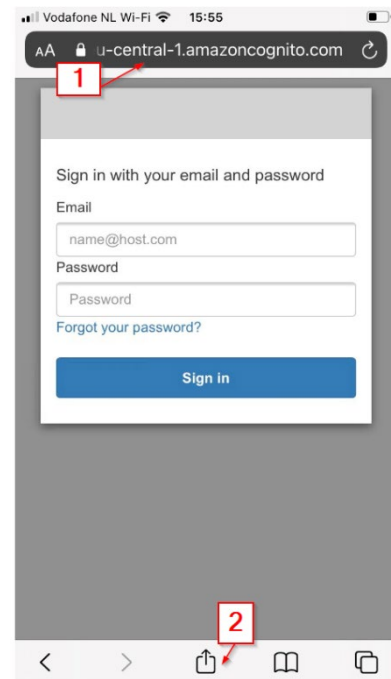 Vodafone NL Wi-Fi 15:55
AA u-central-1.amazoncognito.com
1
Sign in with your email and password
Email
name@host.com
Password
Password
Forgot your password?
Sign in
2